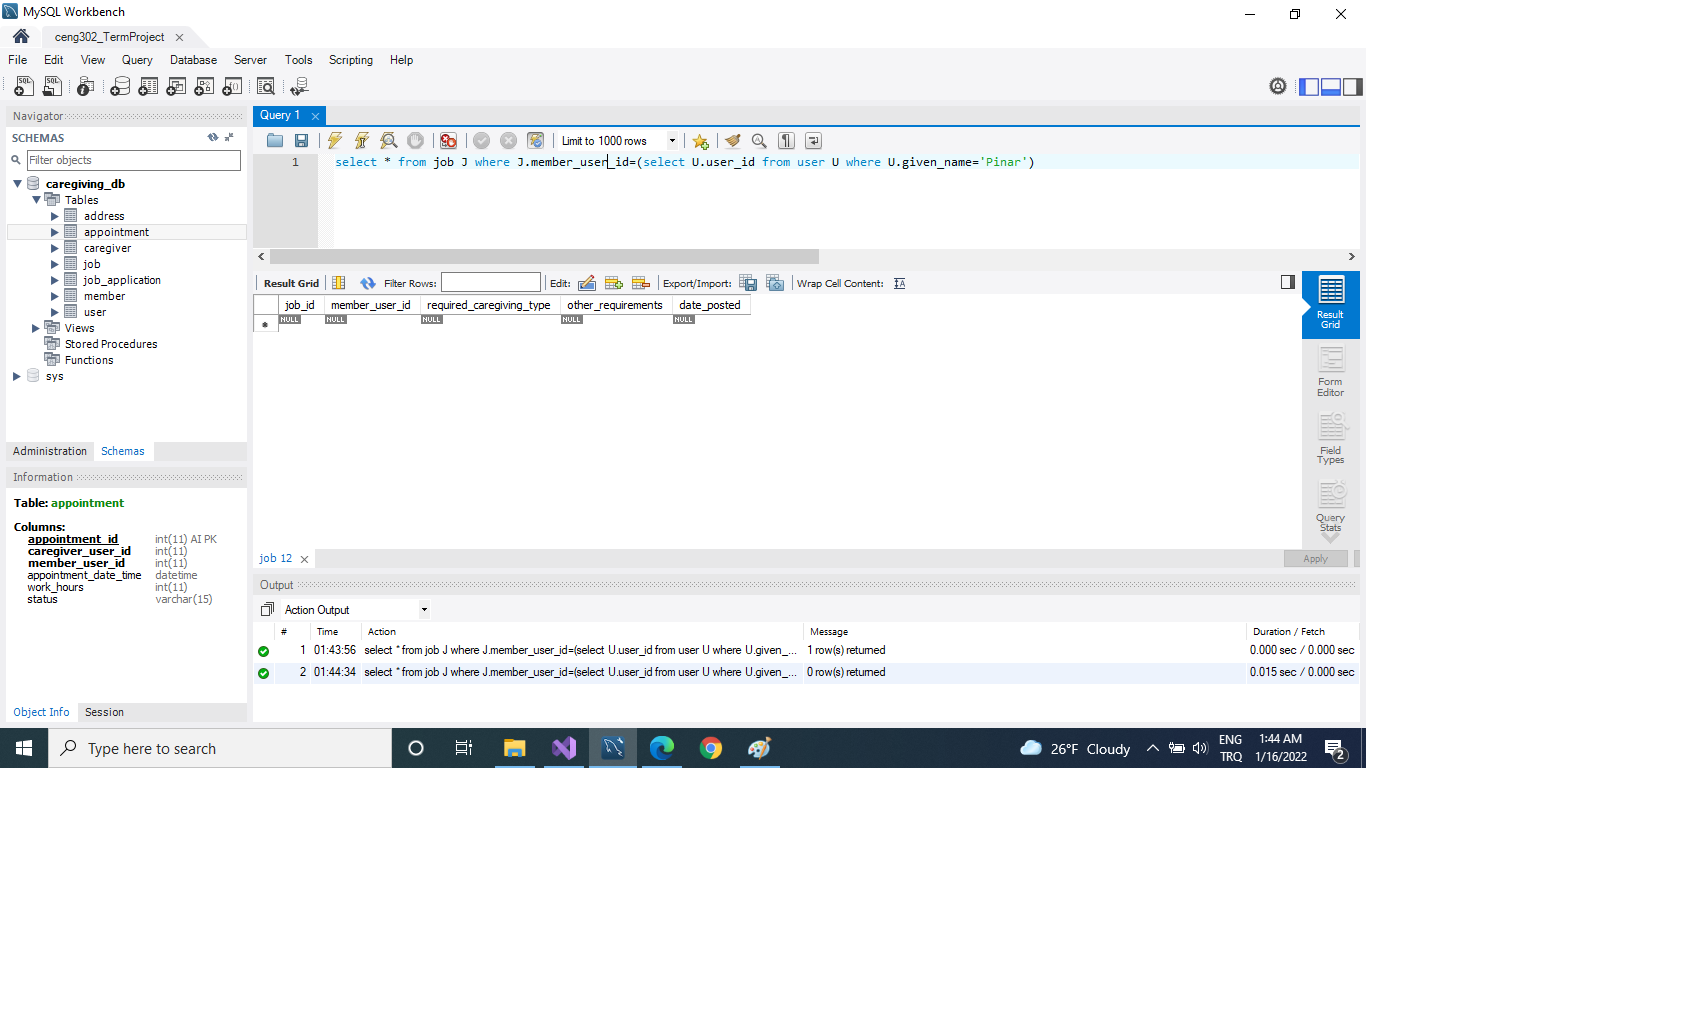 MySQL Workbench
ceng302_TermProject
File Edit View Query Database Server Tools Scripting Help
Navigator
SCHEMAS
Filter objects
caregiving_db
Tables
address
appointment
caregiver
job
job_application
member
user
Views
Stored Procedures
Functions
sys
Administration Schemas
Information
Table: appointment
Columns:
appointment_id int(11) AI PK
caregiver_user_id int(11)
member_user_id int(11)
appointment_date_time datetime
work_hours int(11)
status varchar(15)
Object Info Session
Query 1
Limit to 1000 rows
1 select * from job J where J.member_user_id=(select U.user_id from user U where U.given_name='Pinar')
Result Grid Filter Rows: Edit: Export/Import: Wrap Cell Content:
job_id member_user_id required_caregiving_type other_requirements date_posted
NULL NULL NULL NULL NULL
Result
Grid
Form
Editor
Field
Types
Query
Stats
job 12
Apply
Output
Action Output
# Time Action Message Duration / Fetch
1 01:43:56 select * from job J where J.member_user_id=(select U.user_id from user U where U.given_... 1 row(s) returned 0.000 sec / 0.000 sec
2 01:44:34 select * from job J where J.member_user_id=(select U.user_id from user U where U.given_... 0 row(s) returned 0.015 sec / 0.000 sec
Type here to search
26°F Cloudy
ENG
TRQ
1:44 AM
1/16/2022
2